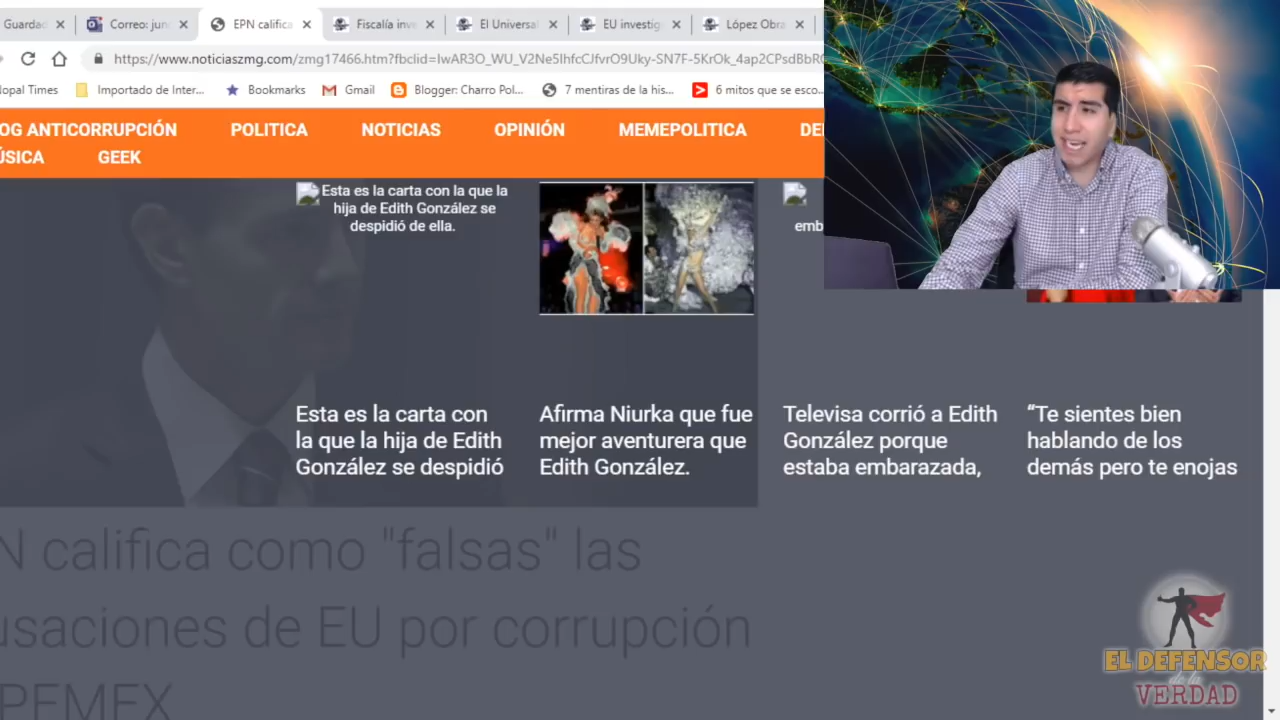 Guardad
Correo: jun
EPN califica
Fiscalía inve
El Universal
EU investig
López Obra
https://www.noticiaszmg.com/zmg17466.htm?fbclid=IwAR3O_WU_V2Ne5IhfcCJfvrO9Uky-SN7F-5KrOk_4ap2CPsdBbR
Nopal Times
Importado de Inter...
Bookmarks
Gmail
Blogger: Charro Pol...
7 mentiras de la his...
6 mitos que se esco...
OG ANTICORRUPCIÓN
POLITICA
NOTICIAS
OPINIÓN
MEMEPOLITICA
DE
ÚSICA
GEEK
Esta es la carta con la que la
hija de Edith González se
despidió de ella.
emb
Esta es la carta con
la que la hija de Edith
González se despidió
Afirma Niurka que fue
mejor aventurera que
Edith González.
Televisa corrió a Edith
González porque
estaba embarazada,
“Te sientes bien
hablando de los
demás pero te enojas
N califica como "falsas" las
usaciones de EU por corrupción
PEMEX
EL DEFENSOR
de la
VERDAD